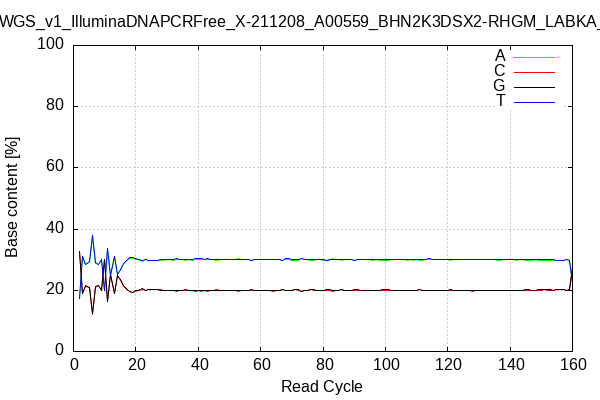 WGS_v1_IlluminaDNAPCRFree_X-211208_A00559_BHN2K3DSX2-RHGM_LABKA_
100
A
C
G
T
80
60
40
20
0
Base content [%]
0 20 40 60 80 100 120 140 160
Read Cycle